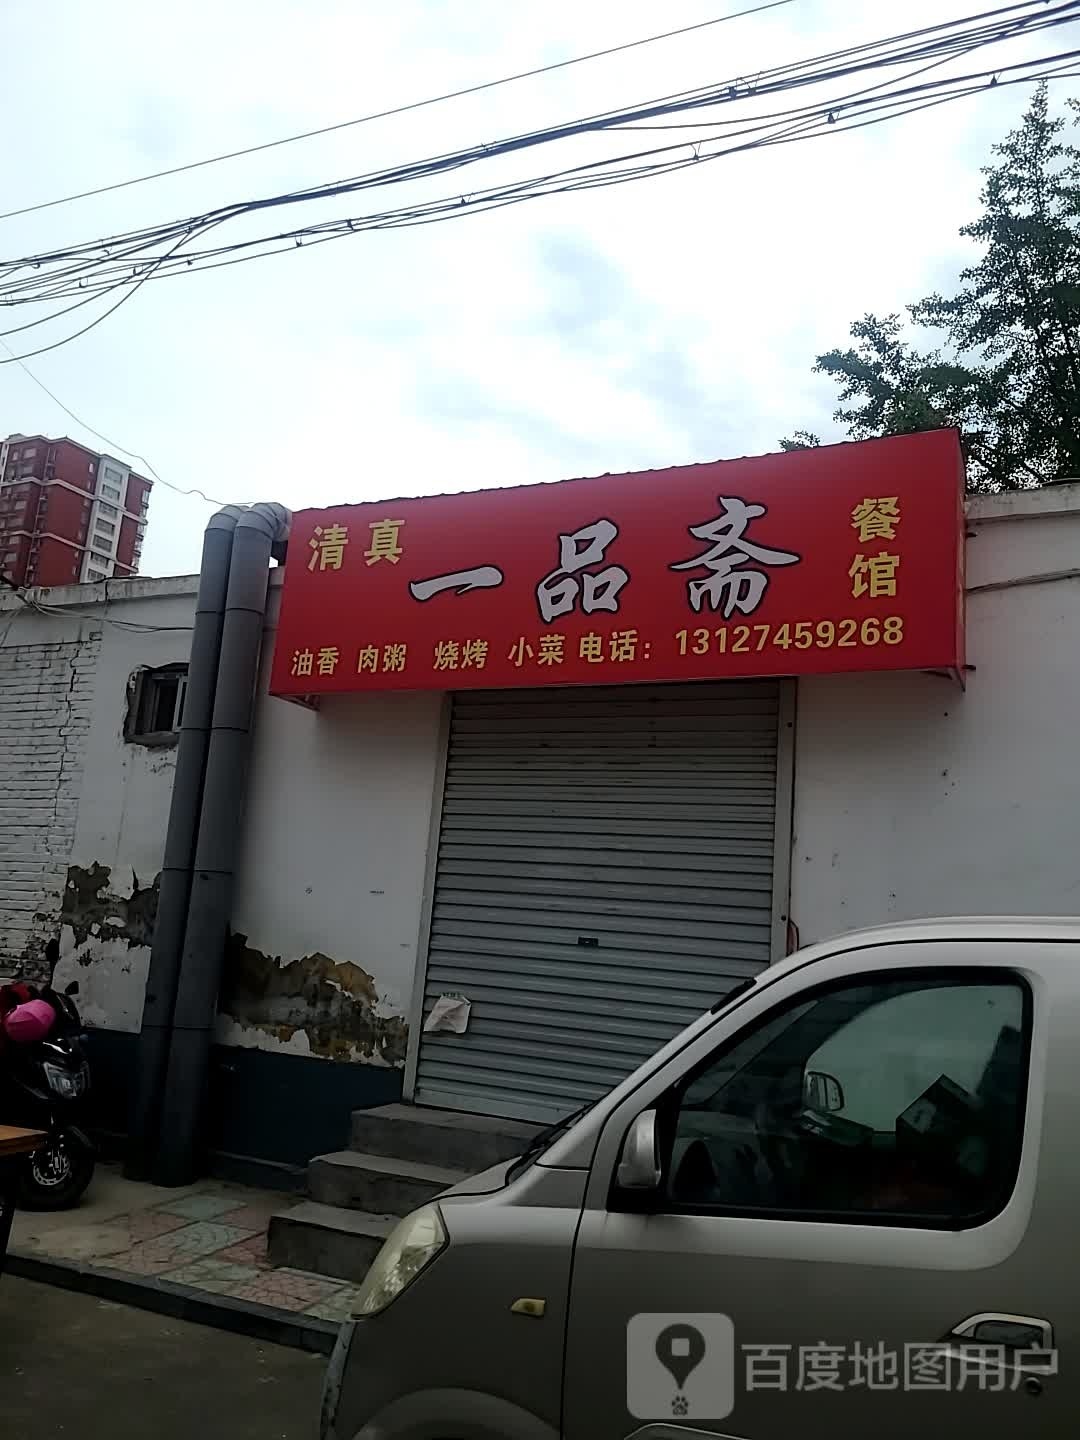 清真 一品斋 餐馆
油香 肉粥 烧烤 小菜 电话：13127459268
百度地图用户